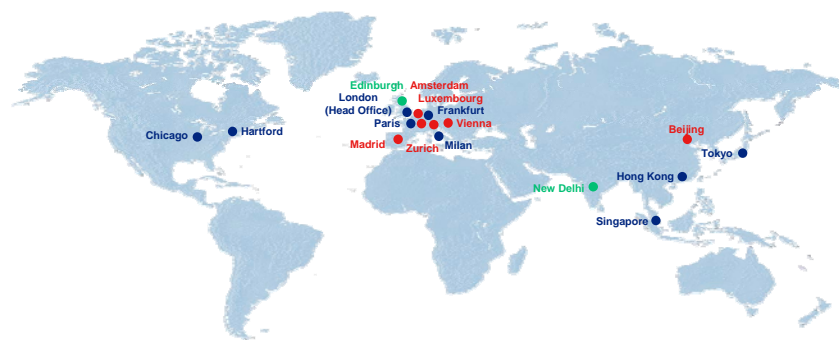 Edinburgh
Amsterdam
London
(Head Office)
Luxembourg
Frankfurt
Paris
Vienna
Chicago
Hartford
Madrid
Zurich
Milan
Beijing
Tokyo
Hong Kong
New Delhi
Singapore